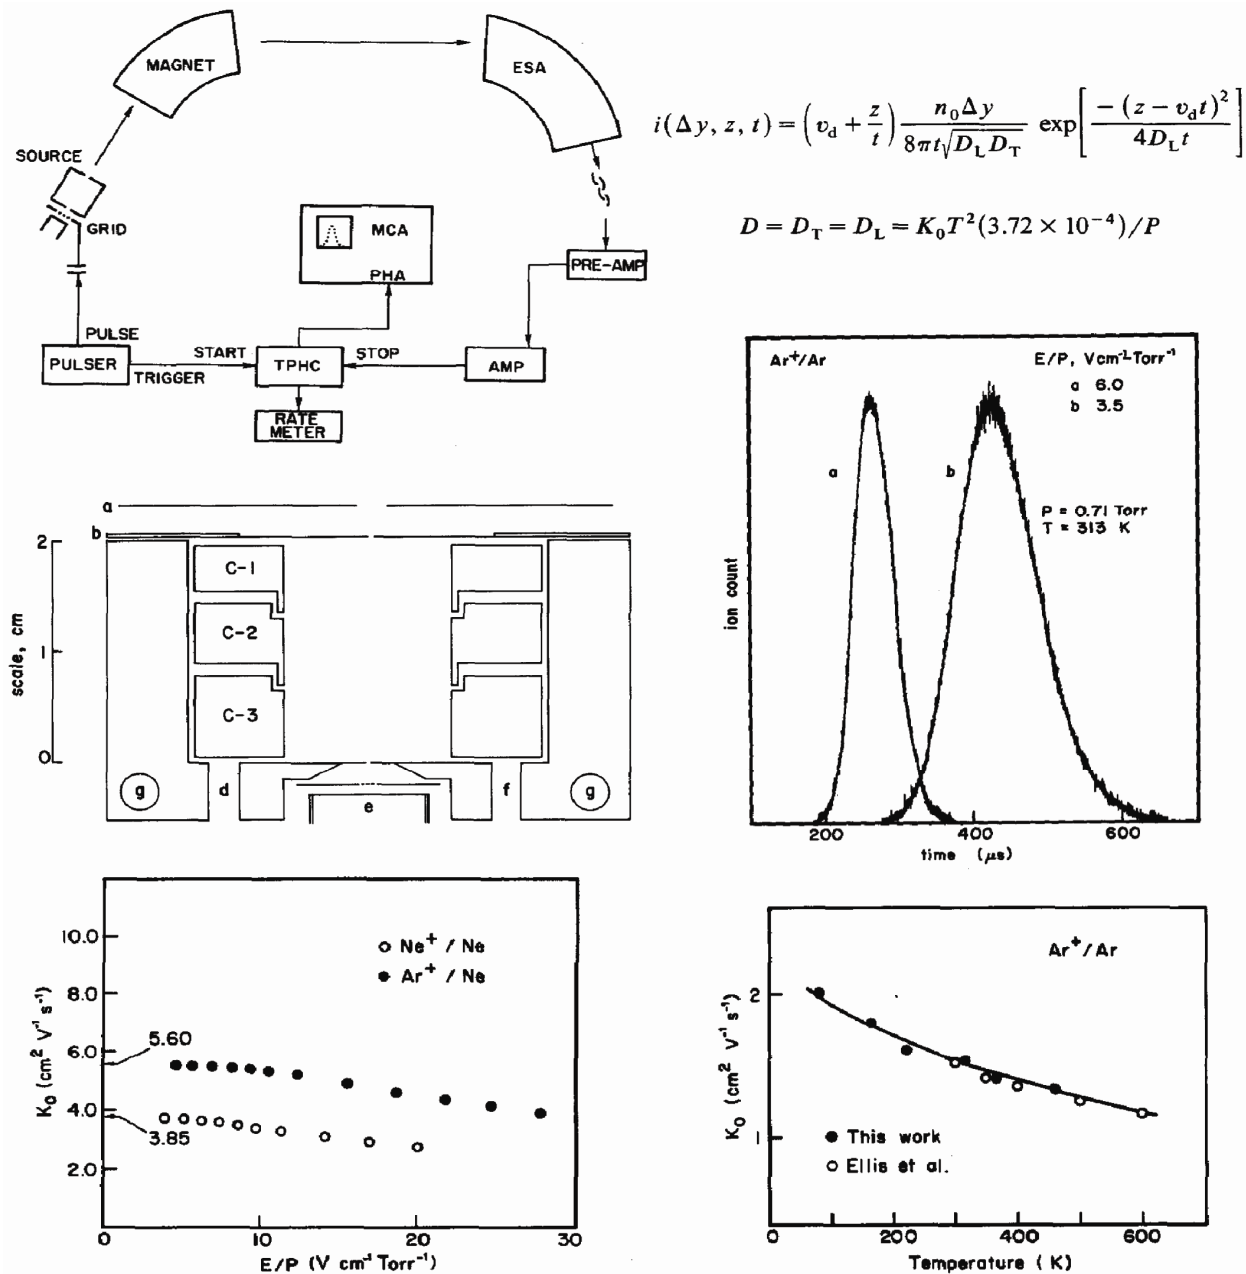 MAGNET
ESA
i(Δy, z, t) = (v_d + z/t) n_0Δy / 8πt√(D_L D_T) exp[−(z − v_d t)^2 / 4D_L t]
SOURCE
GRID
MCA
PHA
D = D_T = D_L = K_0T^2(3.72 × 10^−4)/P
PRE-AMP
PULSE
PULSER
TRIGGER
START
TPHC
STOP
AMP
RATE
METER
Ar⁺/Ar
E/P, Vcm⁻¹Torr⁻¹
a 6.0
b 3.5
a
b
P = 0.71 Torr
T = 313 K
ion count
200
400
600
time (μs)
a
b
2
1
0
scale, cm
C-1
C-2
C-3
g
d
e
f
g
10.0
8.0
6.0
4.0
2.0
5.60
3.85
Ne⁺ / Ne
Ar⁺ / Ne
K₀ (cm² V⁻¹ s⁻¹)
0
10
20
30
E/P (V cm⁻¹ Torr⁻¹)
Ar⁺/Ar
2
1
K₀ (cm² V⁻¹ s⁻¹)
This work
Ellis et al.
0
200
400
600
Temperature ( K)